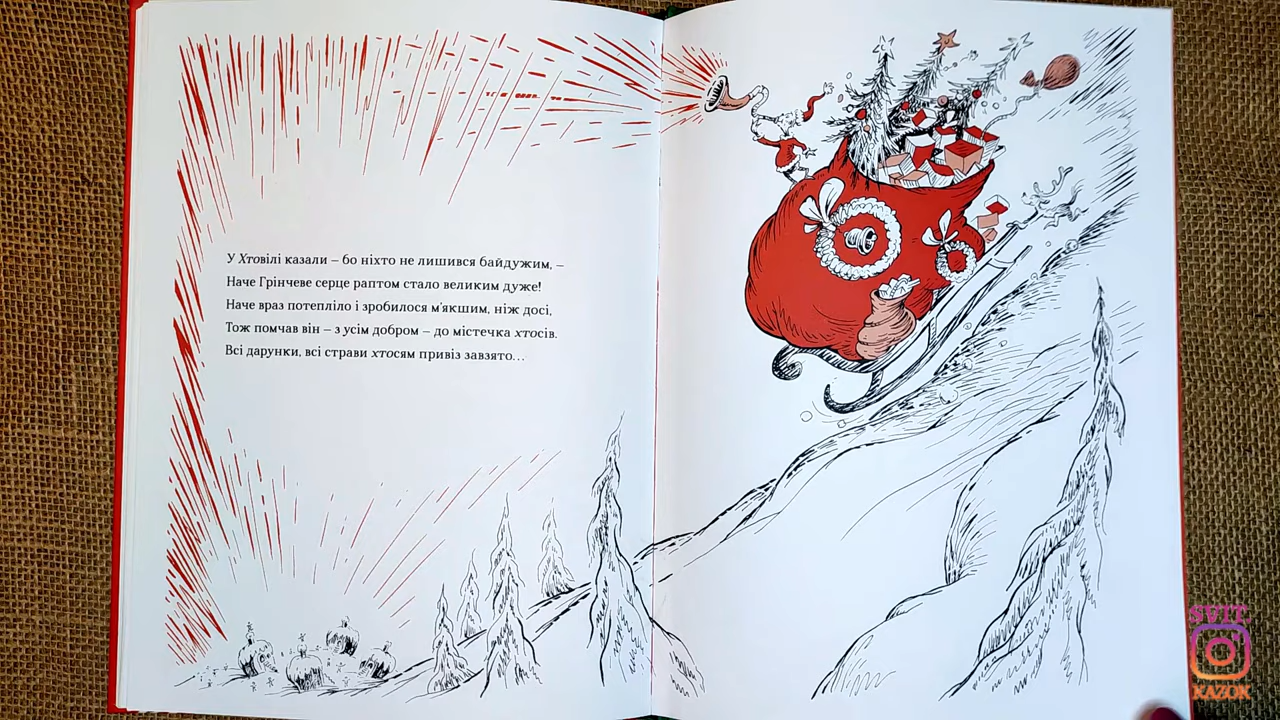 У Хтовілі казали – бо ніхто не лишився байдужим, –
Наче Грінчеве серце раптом стало великим дуже!
Наче враз потепліло і зробилося м'якшим, ніж досі,
Тож помчав він – з усім добром – до містечка хтосів.
Всі дарунки, всі страви хтосям привіз завзято...
SVIT.
KAZOK